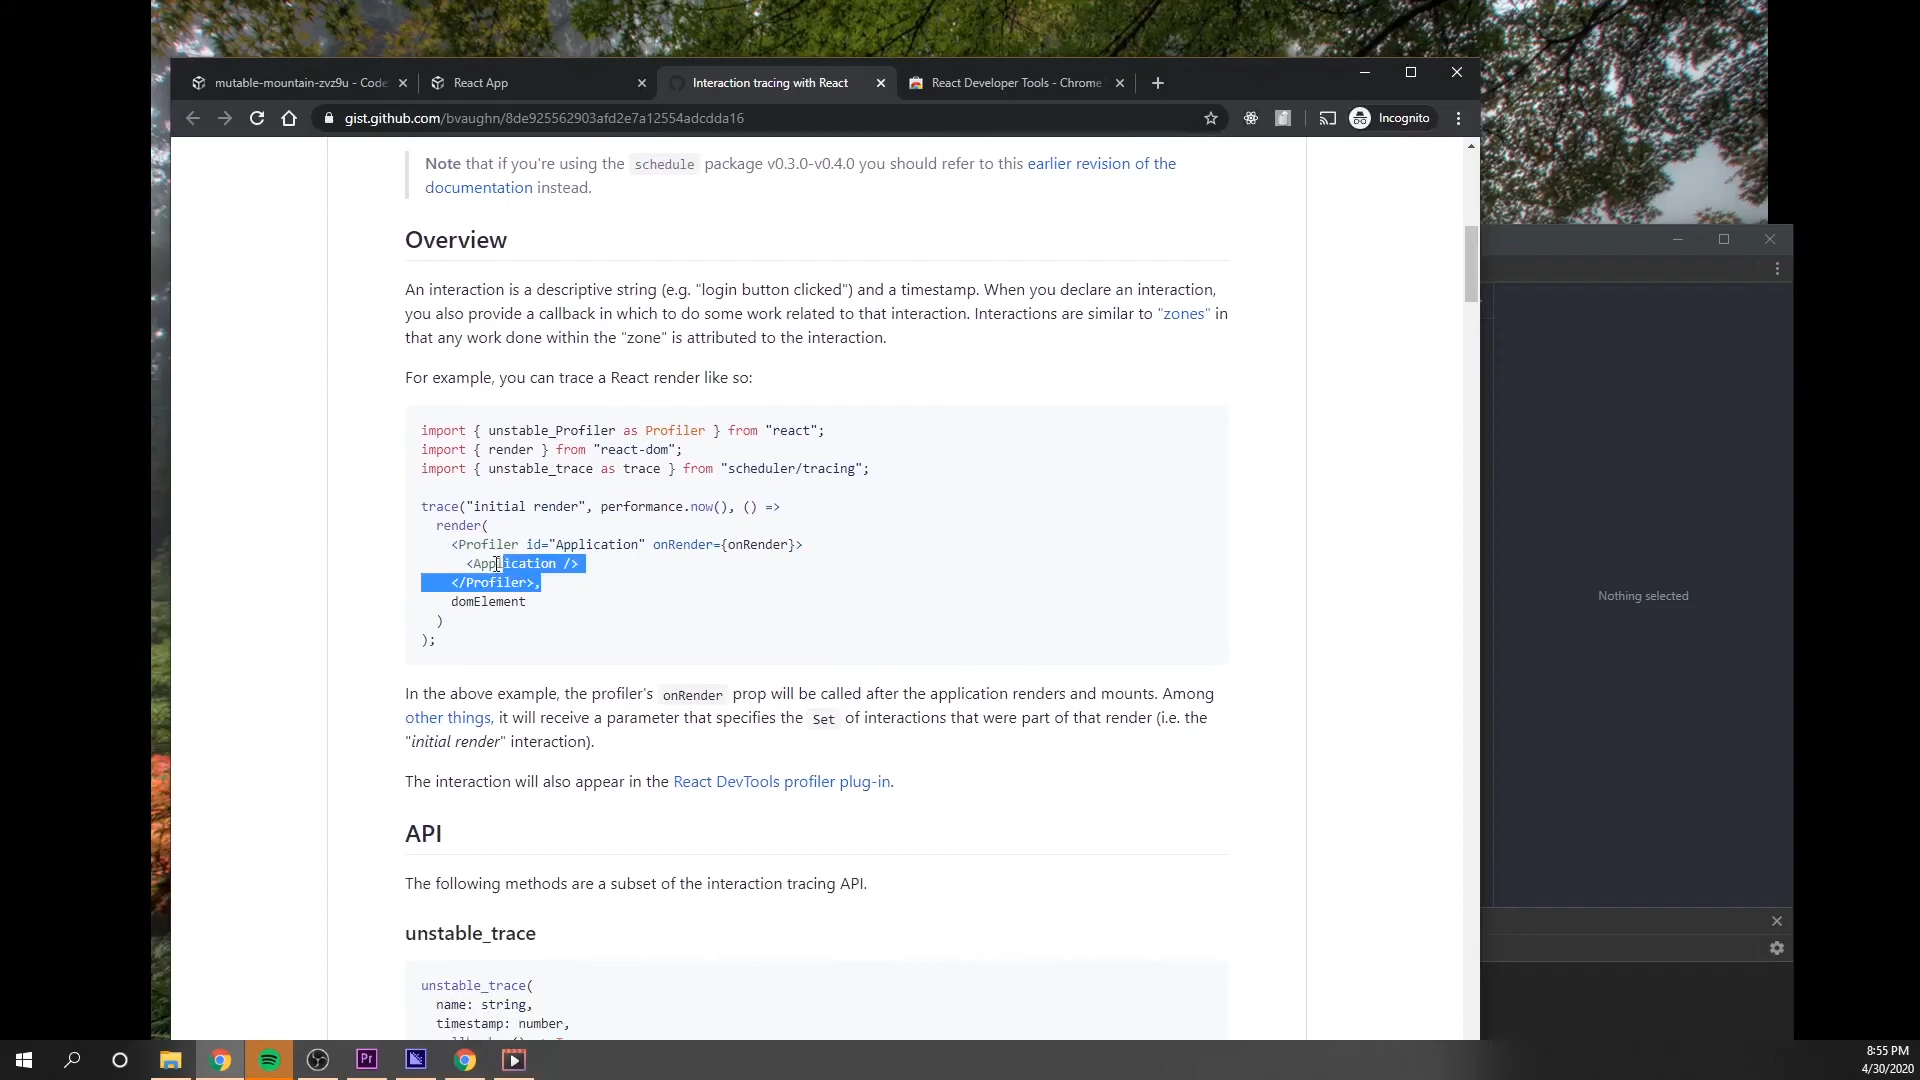 mutable-mountain-zvz9u - Code
React App
Interaction tracing with React
React Developer Tools - Chrome
gist.github.com/bvaughn/8de925562903afd2e7a12554adcdda16
Incognito
Note that if you're using the schedule package v0.3.0-v0.4.0 you should refer to this earlier revision of the
documentation instead.
Overview
An interaction is a descriptive string (e.g. "login button clicked") and a timestamp. When you declare an interaction,
you also provide a callback in which to do some work related to that interaction. Interactions are similar to "zones" in
that any work done within the "zone" is attributed to the interaction.
For example, you can trace a React render like so:
import { unstable_Profiler as Profiler } from "react";
import { render } from "react-dom";
import { unstable_trace as trace } from "scheduler/tracing";
trace("initial render", performance.now(), () =>
render(
<Profiler id="Application" onRender={onRender}>
<Application />
</Profiler>,
domElement
)
);
In the above example, the profiler's onRender prop will be called after the application renders and mounts. Among
other things, it will receive a parameter that specifies the Set of interactions that were part of that render (i.e. the
"initial render" interaction).
The interaction will also appear in the React DevTools profiler plug-in.
API
The following methods are a subset of the interaction tracing API.
unstable_trace
unstable_trace(
name: string,
timestamp: number,
Nothing selected
Pr
8:55 PM
4/30/2020